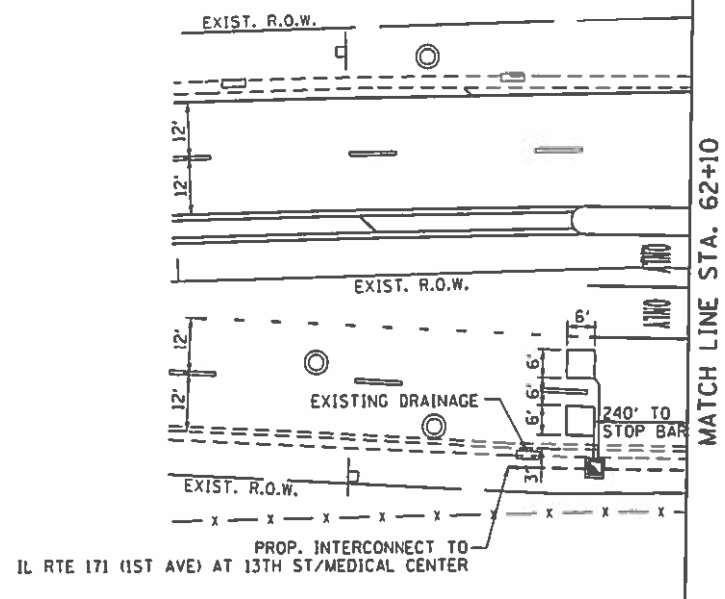 EXIST. R.O.W.
12'
12'
MATCH LINE STA. 62+10
ONLY
EXIST. R.O.W.
ONLY
6'
12'
12'
6'
6'
6'
EXISTING DRAINAGE
240' TO
STOP BAR
3'
EXIST. R.O.W.
x x x x x x x x x
PROP. INTERCONNECT TO
IL RTE 171 (1ST AVE) AT 13TH ST/MEDICAL CENTER